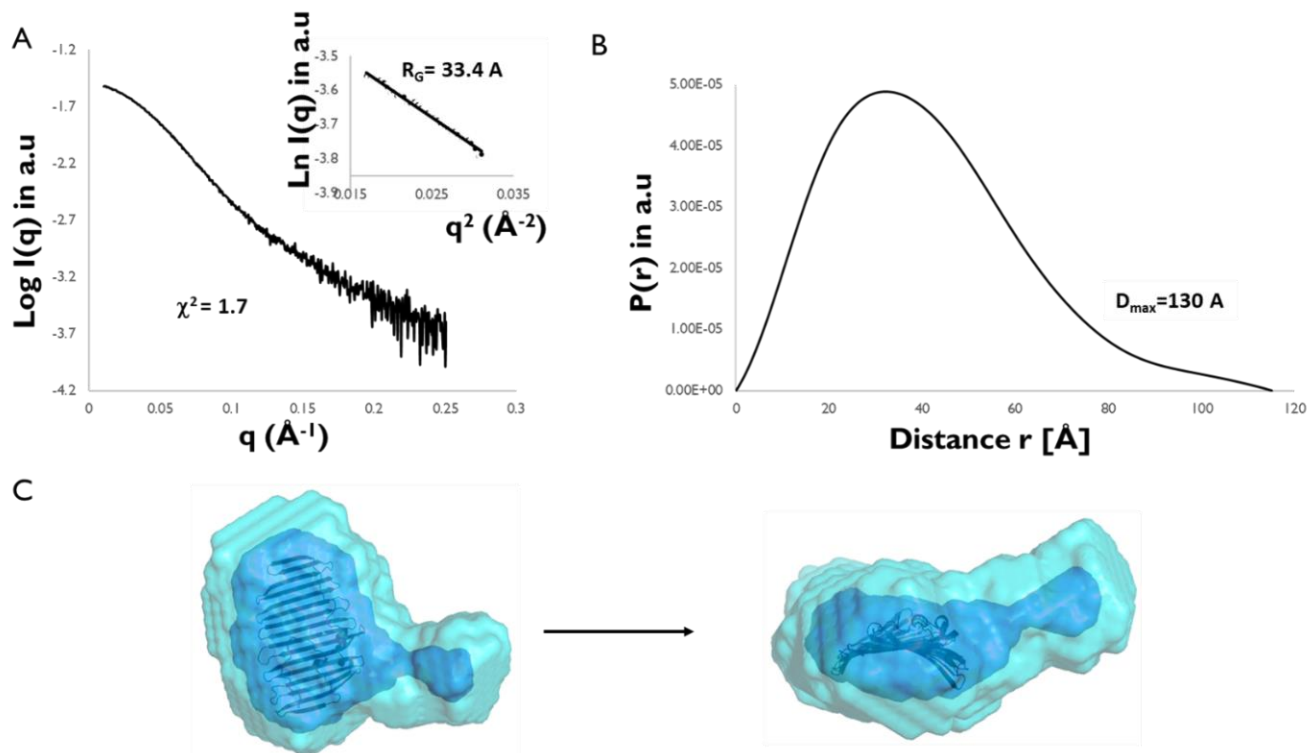 A
Log I(q) in a.u
-1.2
-1.7
-2.2
-2.7
-3.2
-3.7
-4.2
0
0.05
0.1
0.15
0.2
0.25
0.3
q (Å⁻¹)
χ² = 1.7
Ln I(q) in a.u
-3.5
-3.6
-3.7
-3.8
-3.9
0.015
0.025
0.035
q² (Å⁻²)
R_G= 33.4 A
B
P(r) in a.u
5.00E-05
4.00E-05
3.00E-05
2.00E-05
1.00E-05
0.00E+00
0
20
40
60
80
100
120
Distance r [Å]
D_max=130 A
C